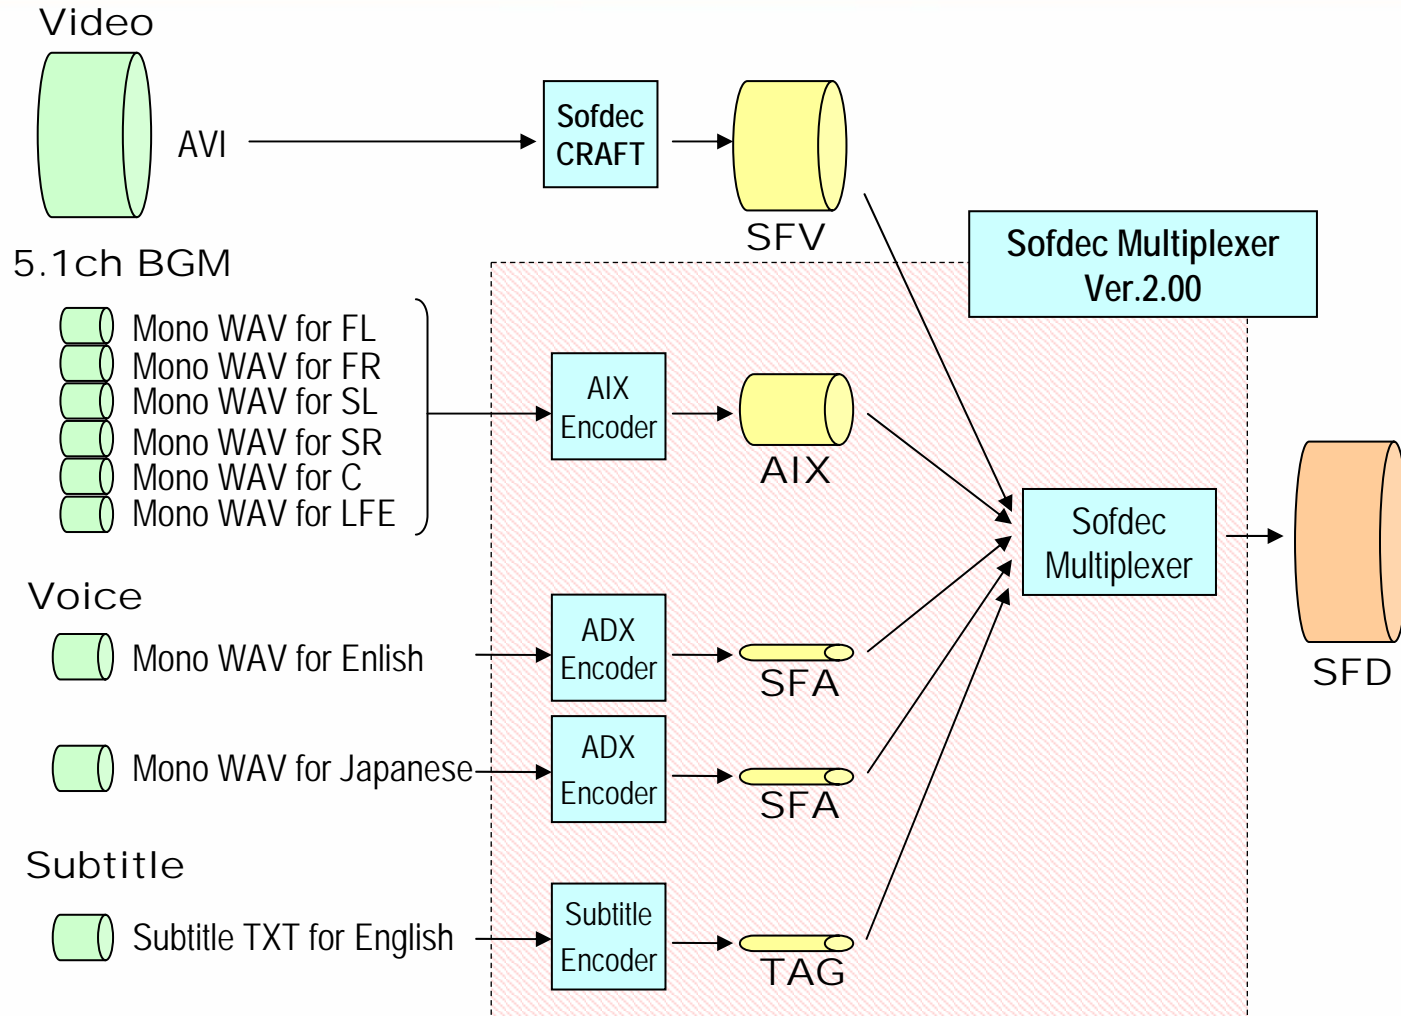 Video
AVI
Sofdec
CRAFT
SFV
Sofdec Multiplexer
Ver.2.00
5.1ch BGM
Mono WAV for FL
Mono WAV for FR
Mono WAV for SL
Mono WAV for SR
Mono WAV for C
Mono WAV for LFE
AIX
Encoder
AIX
Sofdec
Multiplexer
SFD
Voice
Mono WAV for Enlish
ADX
Encoder
SFA
Mono WAV for Japanese
ADX
Encoder
SFA
Subtitle
Subtitle TXT for English
Subtitle
Encoder
TAG